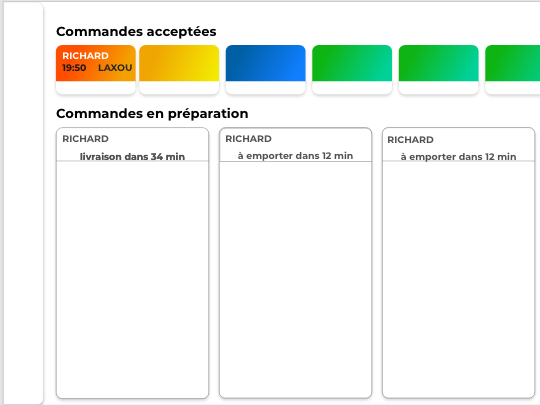 Commandes acceptées
RICHARD
19:50 LAXOU
Commandes en préparation
RICHARD
livraison dans 34 min
RICHARD
à emporter dans 12 min
RICHARD
à emporter dans 12 min